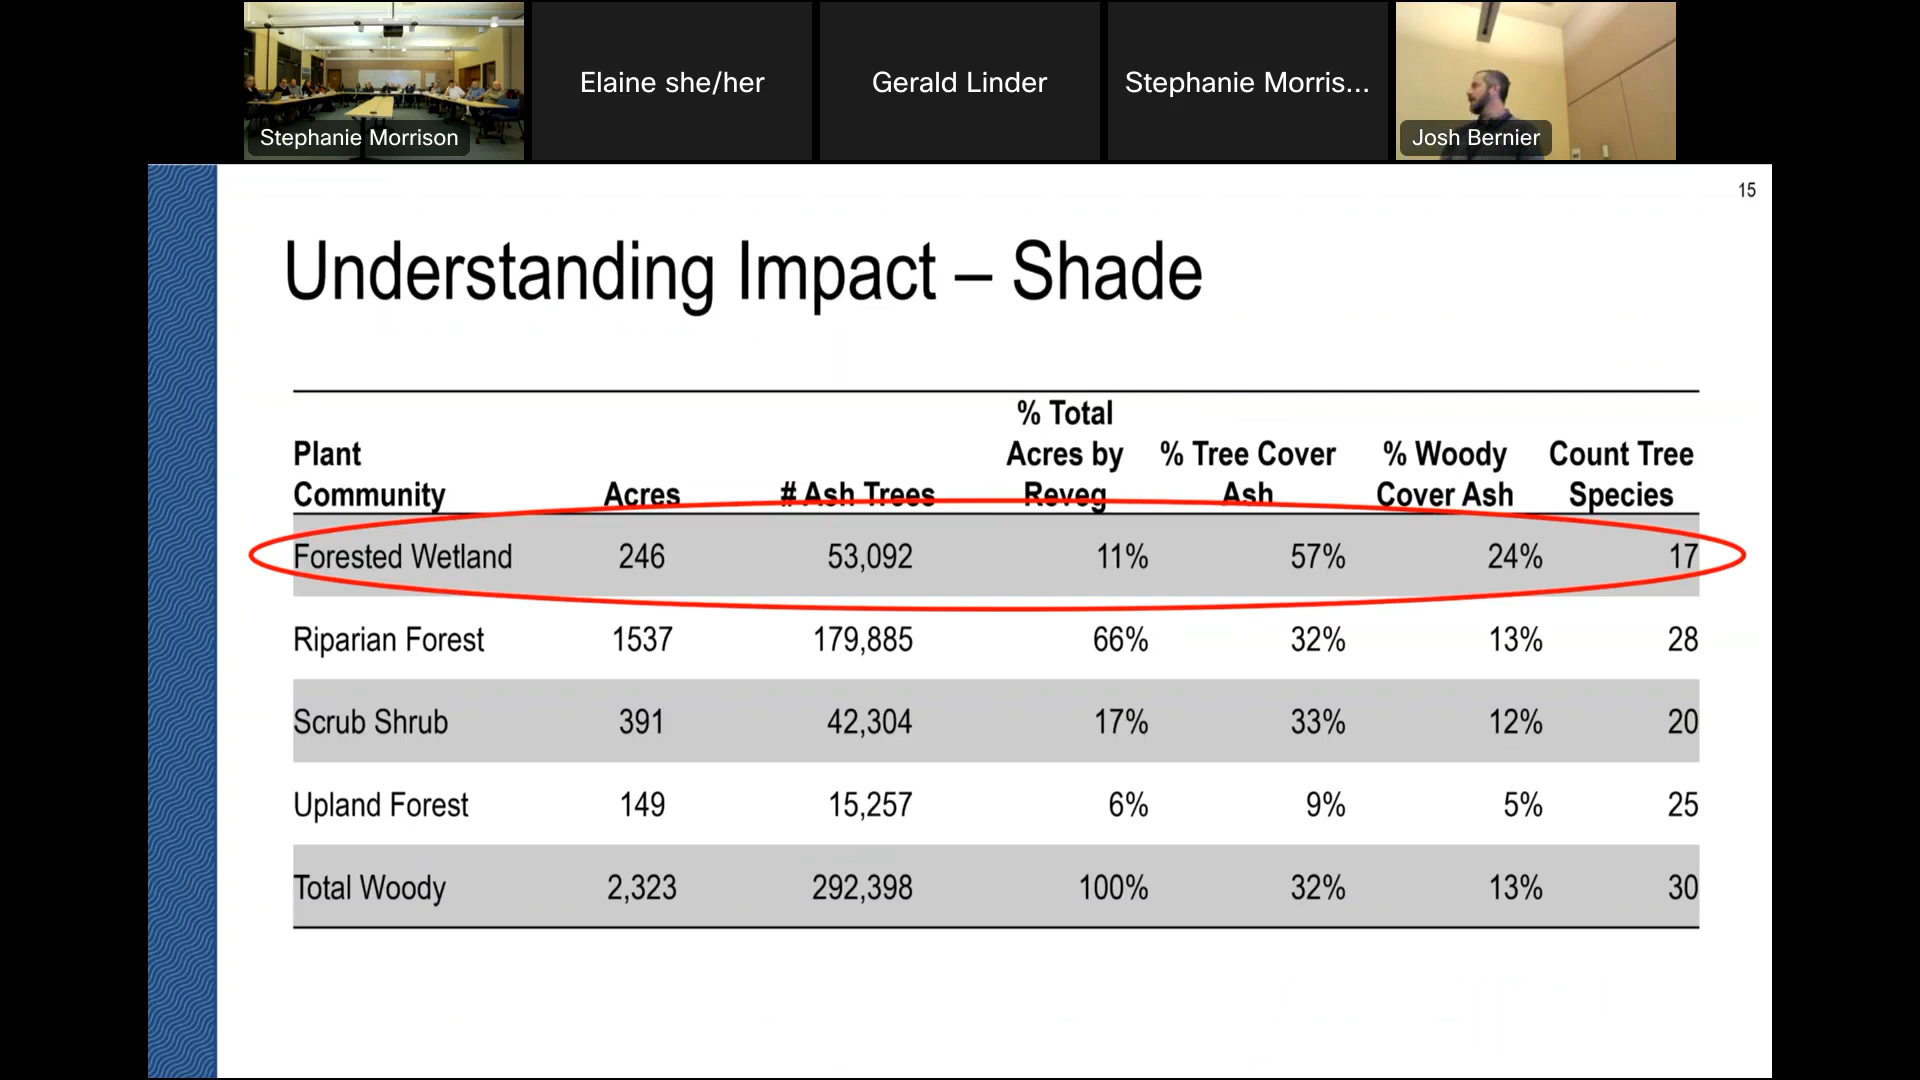 Stephanie Morrison
Elaine she/her
Gerald Linder
Stephanie Morris...
Josh Bernier
15
Understanding Impact – Shade
Plant Community Acres # Ash Trees % Total Acres by Reveg % Tree Cover Ash % Woody Cover Ash Count Tree Species
Forested Wetland 246 53,092 11% 57% 24% 17
Riparian Forest 1537 179,885 66% 32% 13% 28
Scrub Shrub 391 42,304 17% 33% 12% 20
Upland Forest 149 15,257 6% 9% 5% 25
Total Woody 2,323 292,398 100% 32% 13% 30